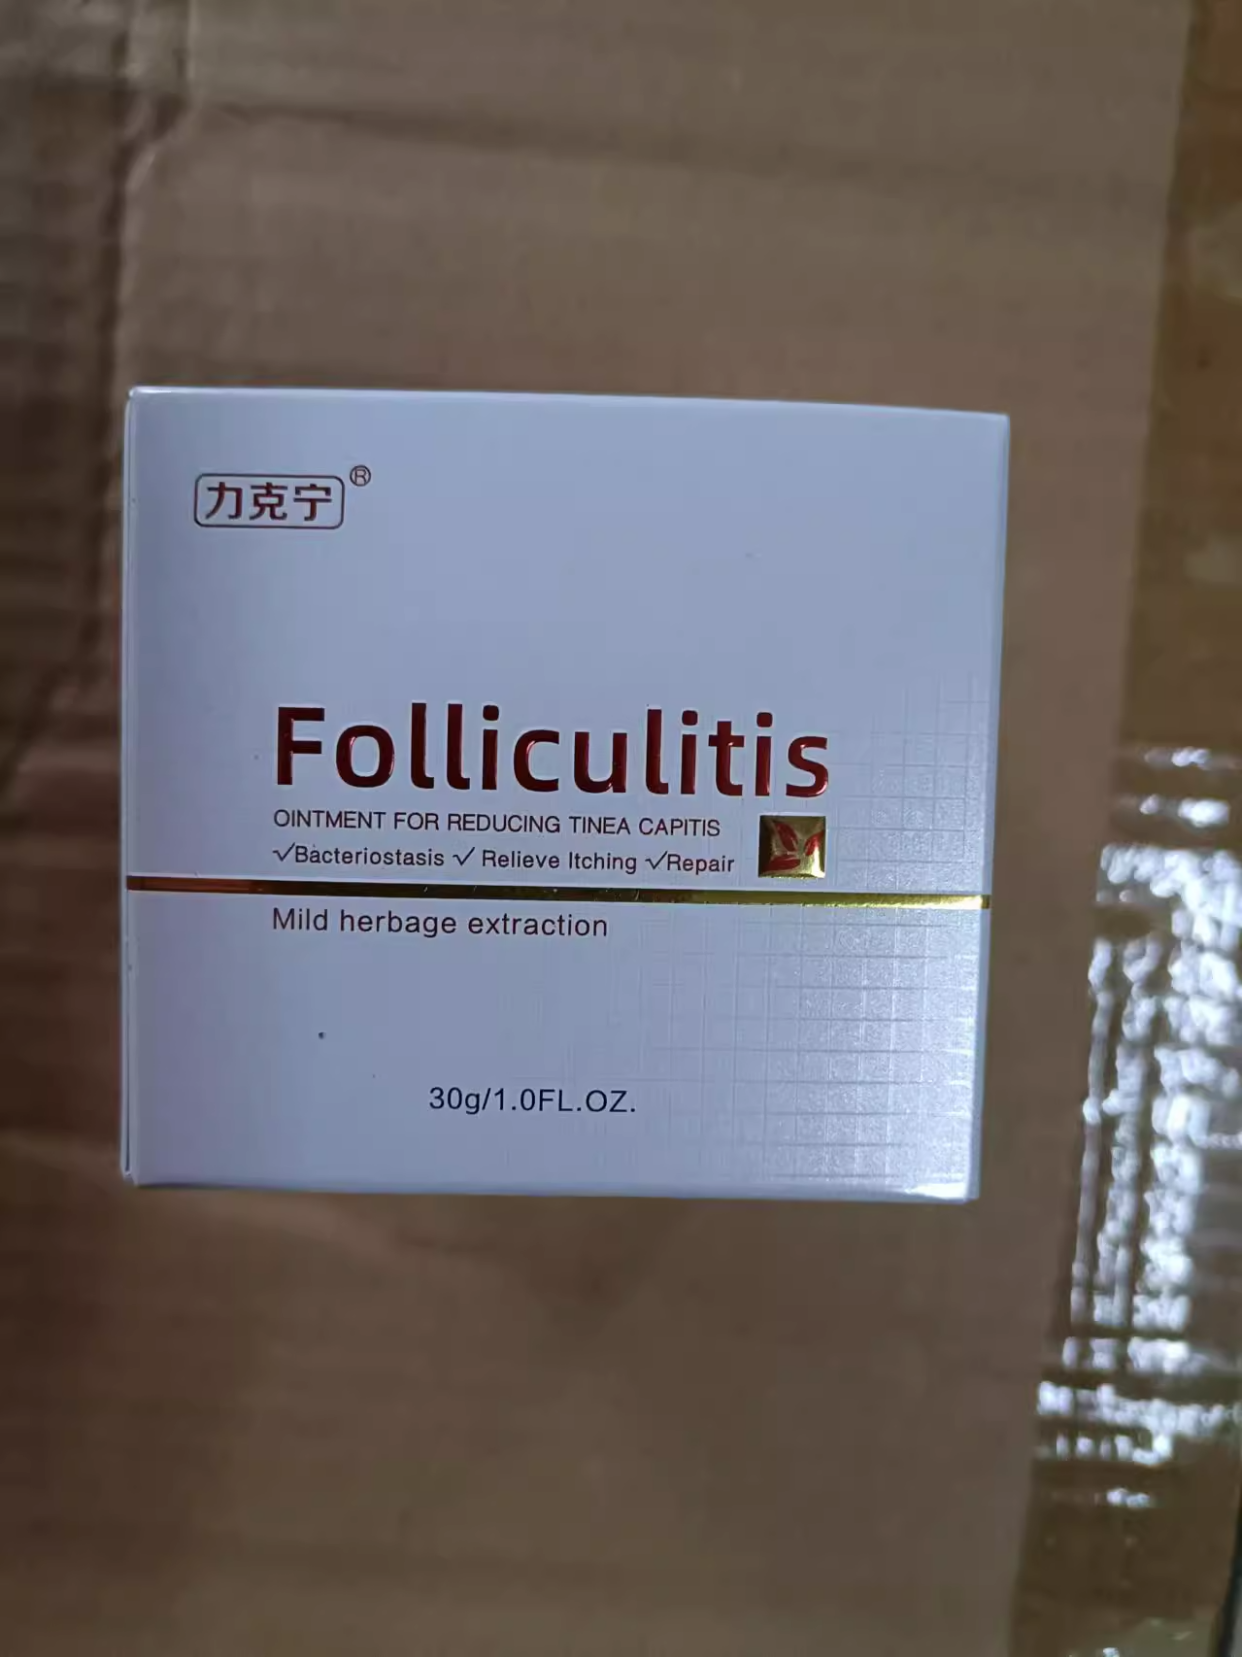 力克宁®
Folliculitis
OINTMENT FOR REDUCING TINEA CAPITIS
✓Bacteriostasis ✓ Relieve Itching ✓Repair
Mild herbage extraction
30g/1.0FL.OZ.